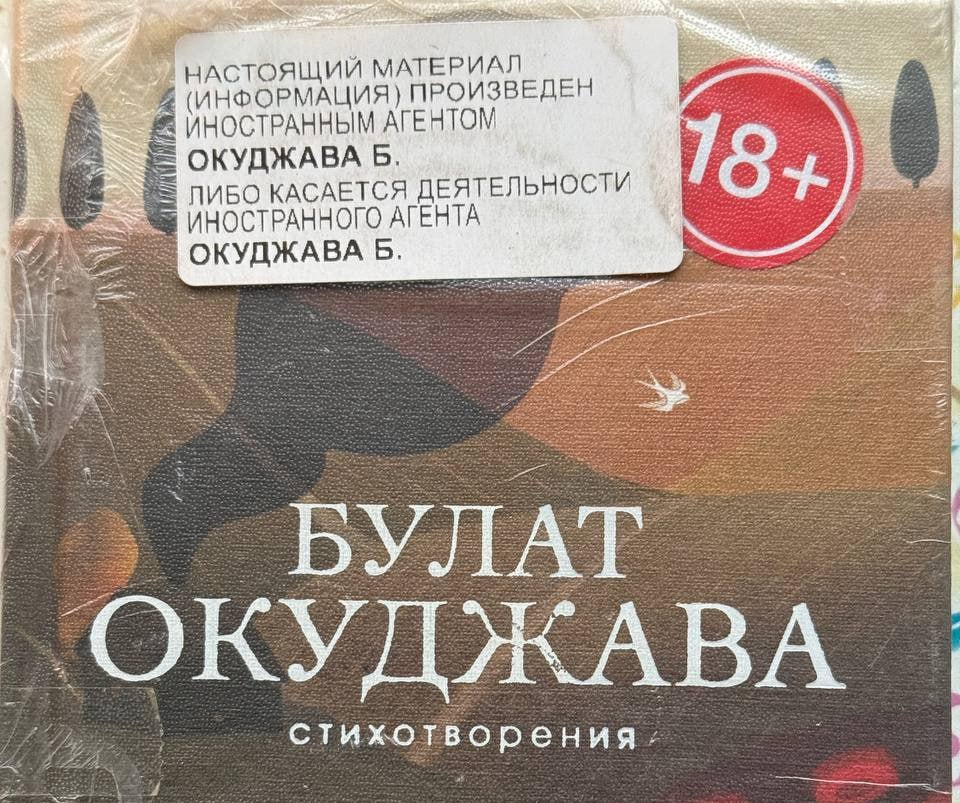 НАСТОЯЩИЙ МАТЕРИАЛ
(ИНФОРМАЦИЯ) ПРОИЗВЕДЕН
ИНОСТРАННЫМ АГЕНТОМ
ОКУДЖАВА Б.
ЛИБО КАСАЕТСЯ ДЕЯТЕЛЬНОСТИ
ИНОСТРАННОГО АГЕНТА
ОКУДЖАВА Б.
18+
БУЛАТ
ОКУДЖАВА
стихотворения